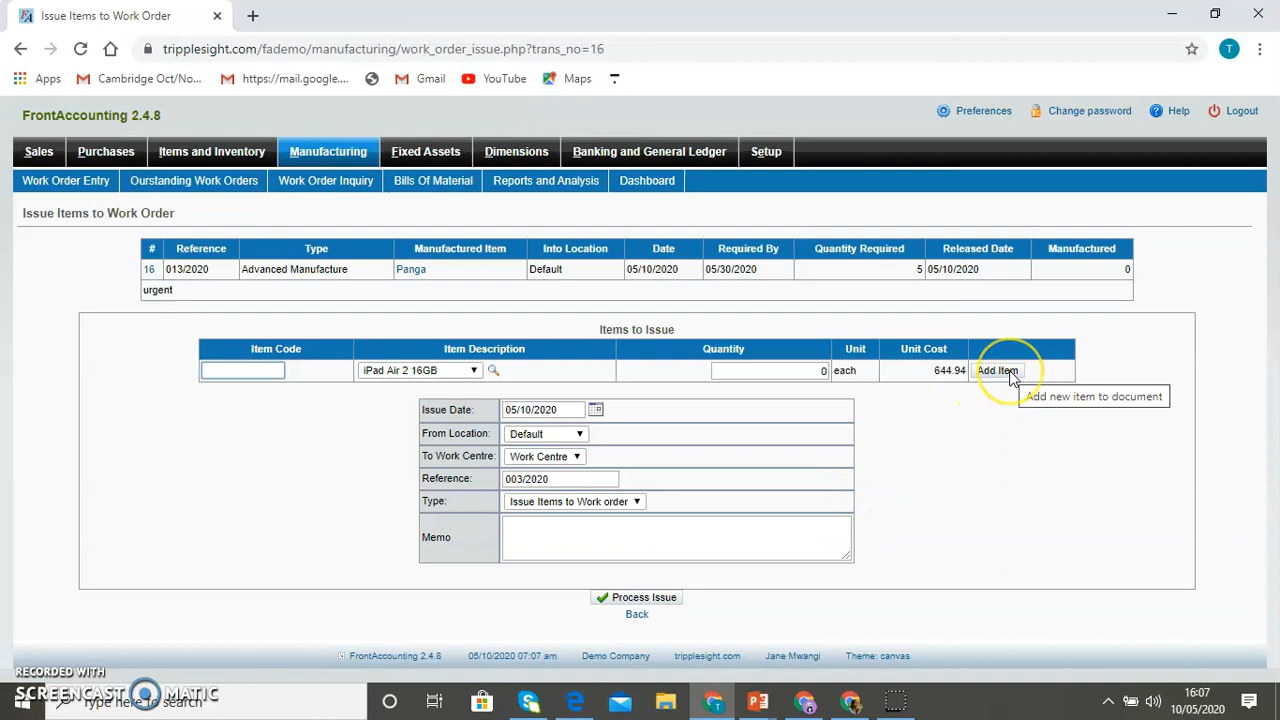 Issue Items to Work Order
tripplesight.com/fademo/manufacturing/work_order_issue.php?trans_no=16
T
Apps Cambridge Oct/No... https://mail.google.... Gmail YouTube Maps
FrontAccounting 2.4.8
Preferences Change password Help Logout
Sales Purchases Items and Inventory Manufacturing Fixed Assets Dimensions Banking and General Ledger Setup
Work Order Entry Oustranding Work Orders Work Order Inquiry Bills Of Material Reports and Analysis Dashboard
Issue Items to Work Order
# Reference Type Manufactured Item Into Location Date Required By Quantity Required Released Date Manufactured
16 013/2020 Advanced Manufacture Panga Default 05/10/2020 05/30/2020 5 05/10/2020 0
urgent
Items to Issue
Item Code Item Description Quantity Unit Unit Cost
iPad Air 2 16GB 0 each 644.94 Add Item
Add new item to document
Issue Date: 05/10/2020
From Location: Default
To Work Centre: Work Centre
Reference: 003/2020
Type: Issue Items to Work order
Memo
Process Issue
Back
FrontAccounting 2.4.8 05/10/2020 07:07 am Demo Company tripplesight.com Jane Mwangi Theme: canvas
RECORDED WITH
SCREENCAST MATIC
Type here to search
16:07
10/05/2020